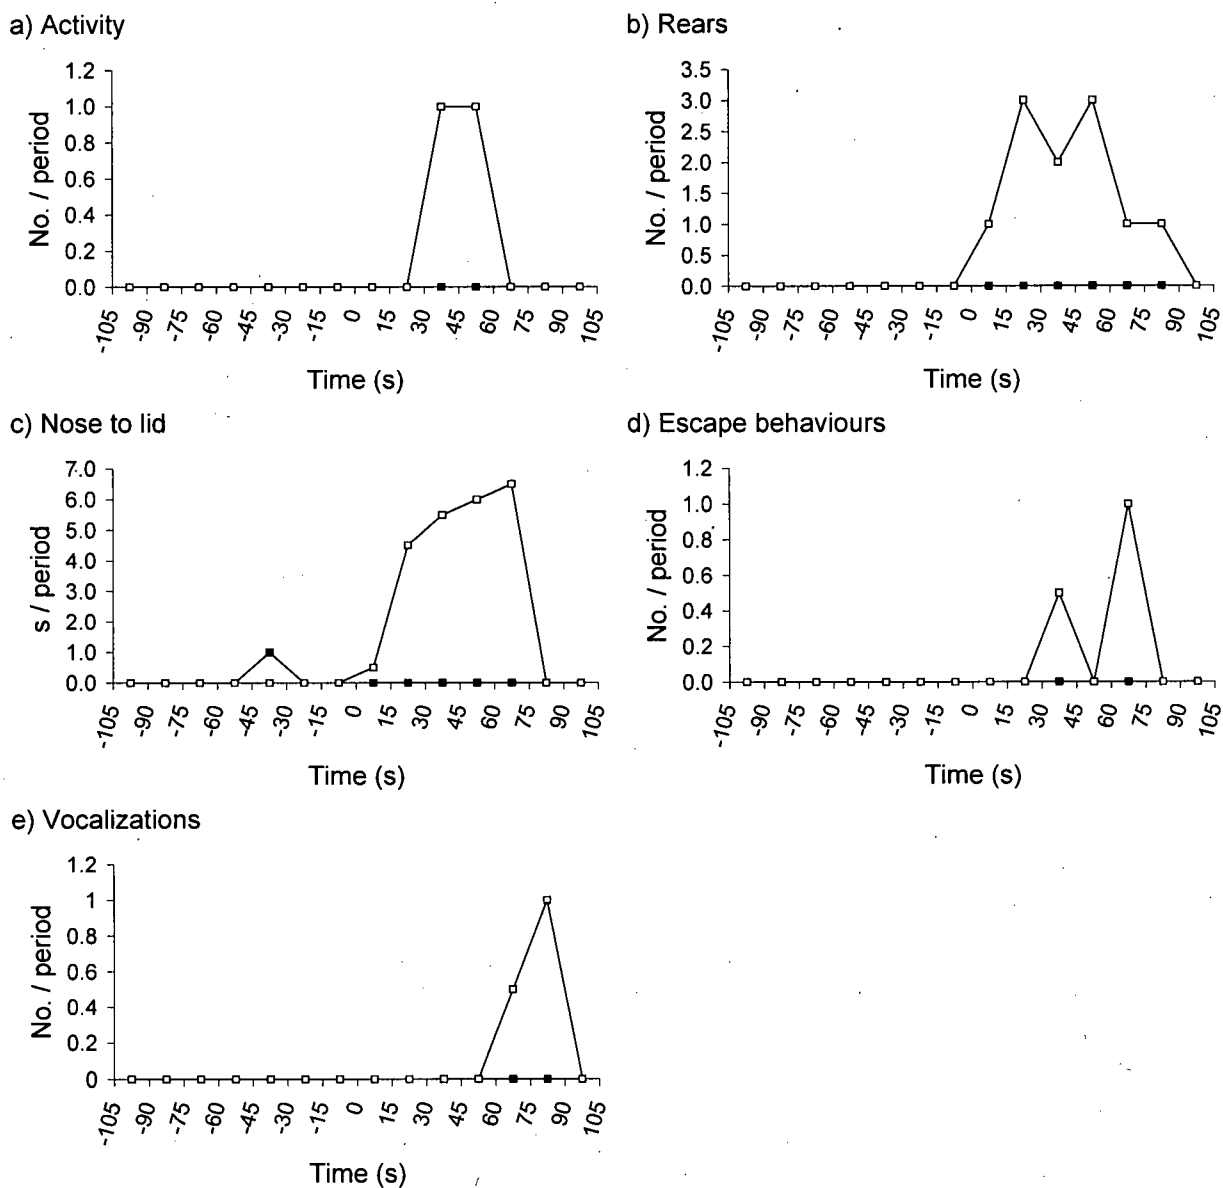 a) Activity
1.2
1.0
0.8
0.6
0.4
0.2
0.0
No. / period
-105 -90 -75 -60 -45 -30 -15 0 15 30 45 60 75 90 105
Time (s)
b) Rears
3.5
3.0
2.5
2.0
1.5
1.0
0.5
0.0
No. / period
-105 -90 -75 -60 -45 -30 -15 0 15 30 45 60 75 90 105
Time (s)
c) Nose to lid
7.0
6.0
5.0
4.0
3.0
2.0
1.0
0.0
s / period
-105 -90 -75 -60 -45 -30 -15 0 15 30 45 60 75 90 105
Time (s)
d) Escape behaviours
1.2
1.0
0.8
0.6
0.4
0.2
0.0
No. / period
-105 -90 -75 -60 -45 -30 -15 0 15 30 45 60 75 90 105
Time (s)
e) Vocalizations
1.2
1
0.8
0.6
0.4
0.2
0
No. / period
-105 -90 -75 -60 -45 -30 -15 0 15 30 45 60 75 90 105
Time (s)